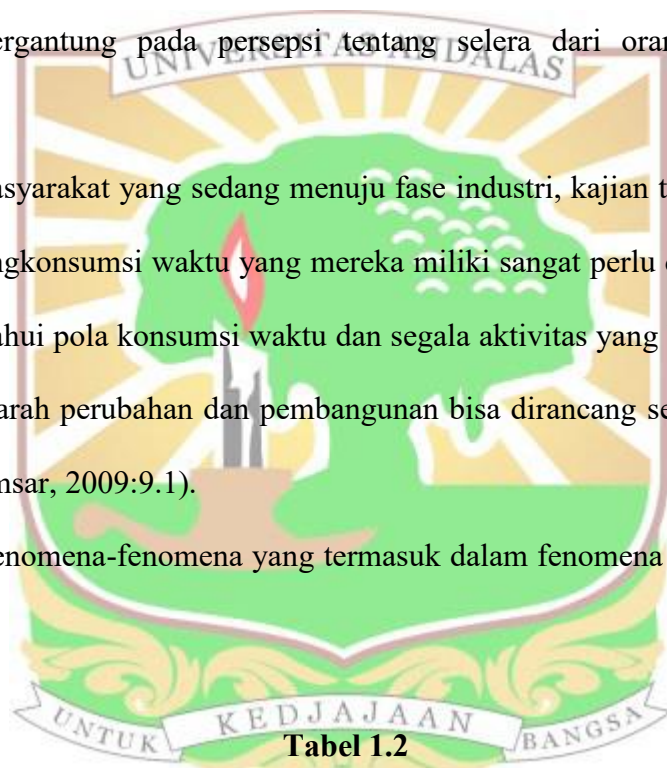 ergantung pada persepsi tentang selera dari oran
UNIVERSITAS ANDALAS
asyarakat yang sedang menuju fase industri, kajian t
ngkonsumsi waktu yang mereka miliki sangat perlu
ahui pola konsumsi waktu dan segala aktivitas yang
arah perubahan dan pembangunan bisa dirancang se
msar, 2009:9.1).
enomena-fenomena yang termasuk dalam fenomena
UNTUK KEDJAJAAN BANGSA
Tabel 1.2